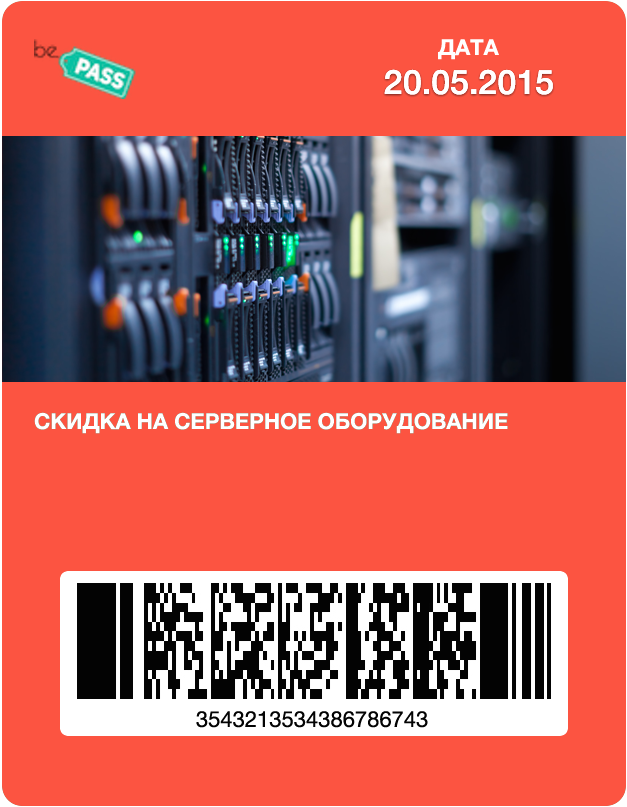 be
PASS
ДАТА
20.05.2015
СКИДКА НА СЕРВЕРНОЕ ОБОРУДОВАНИЕ
3543213534386786743